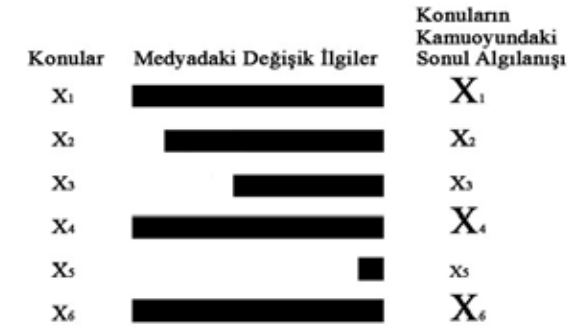 Konuların
Kamuoyundaki
Konular Medyadaki Değişik İlgiler Sonul Algılanışı
X₁ X₁
X₂ X₂
X₃ X₃
X₄ X₄
X₅ X₅
X₆ X₆